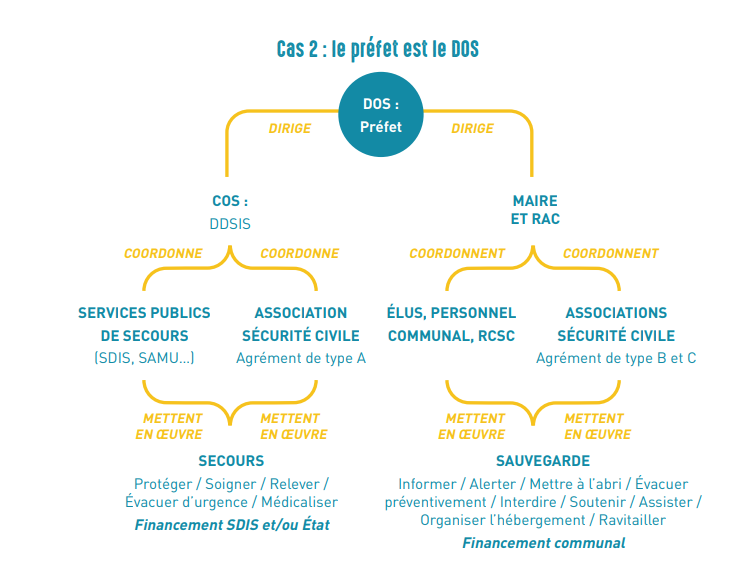 Cas 2 : le préfet est le DOS
DOS :
Préfet
DIRIGE
DIRIGE
COS :
DDSIS
MAIRE
ET RAC
COORDONNE
COORDONNE
COORDONNENT
COORDONNENT
SERVICES PUBLICS
DE SECOURS
(SDIS, SAMU...)
ASSOCIATION
SÉCURITÉ CIVILE
Agrément de type A
ÉLUS, PERSONNEL
COMMUNAL, RCSC
ASSOCIATIONS
SÉCURITÉ CIVILE
Agrément de type B et C
METTENT
EN ŒUVRE
METTENT
EN ŒUVRE
METTENT
EN ŒUVRE
METTENT
EN ŒUVRE
SECOURS
Protéger / Soigner / Relever /
Évacuer d'urgence / Médicaliser
Financement SDIS et/ou État
SAUVEGARDE
Informer / Alerter / Mettre à l'abri / Évacuer
préventivement / Interdire / Soutenir / Assister /
Organiser l'hébergement / Ravitailler
Financement communal